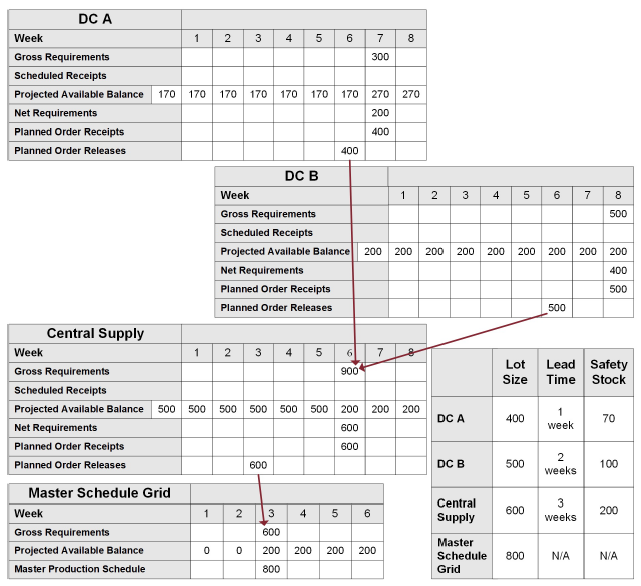 DC A
Week 1 2 3 4 5 6 7 8
Gross Requirements 300
Scheduled Receipts
Projected Available Balance 170 170 170 170 170 170 170 270 270
Net Requirements 200
Planned Order Receipts 400
Planned Order Releases 400
DC B
Week 1 2 3 4 5 6 7 8
Gross Requirements 500
Scheduled Receipts
Projected Available Balance 200 200 200 200 200 200 200 200 200
Net Requirements 400
Planned Order Receipts 500
Planned Order Releases 500
Central Supply
Week 1 2 3 4 5 6 7 8
Gross Requirements 900
Scheduled Receipts
Projected Available Balance 500 500 500 500 500 500 200 200 200
Net Requirements 600
Planned Order Receipts 600
Planned Order Releases 600
Lot Size Lead Time Safety Stock
DC A 400 1 week 70
DC B 500 2 weeks 100
Central Supply 600 3 weeks 200
Master Schedule Grid 800 N/A N/A
Master Schedule Grid
Week 1 2 3 4 5 6
Gross Requirements 600
Projected Available Balance 0 0 200 200 200 200
Master Production Schedule 800